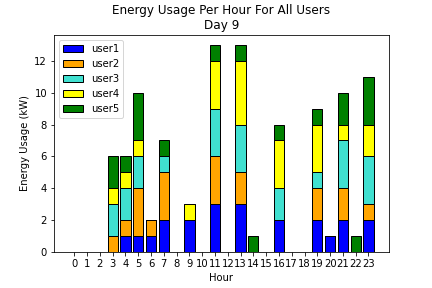 Energy Usage Per Hour For All Users
Day 9
user1
user2
user3
user4
user5
Energy Usage (kW)
12
10
8
6
4
2
0
0 1 2 3 4 5 6 7 8 9 10 11 12 13 14 15 16 17 18 19 20 21 22 23
Hour